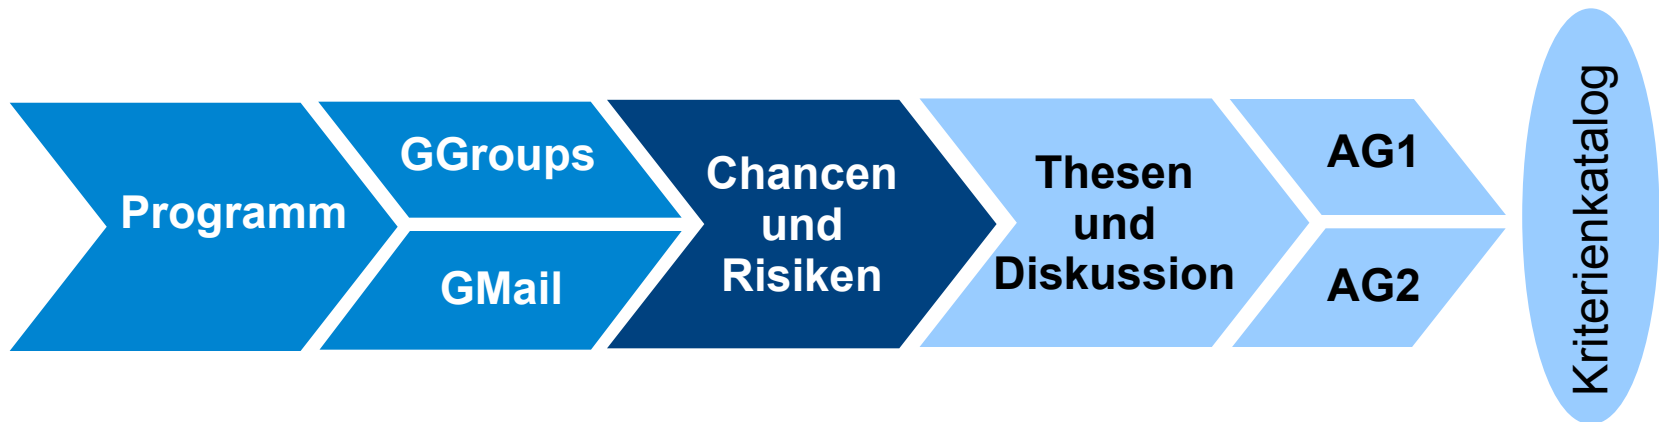 Programm
GGroups
GMail
Chancen
und
Risiken
Thesen
und
Diskussion
AG1
AG2
Kriterienkatalog